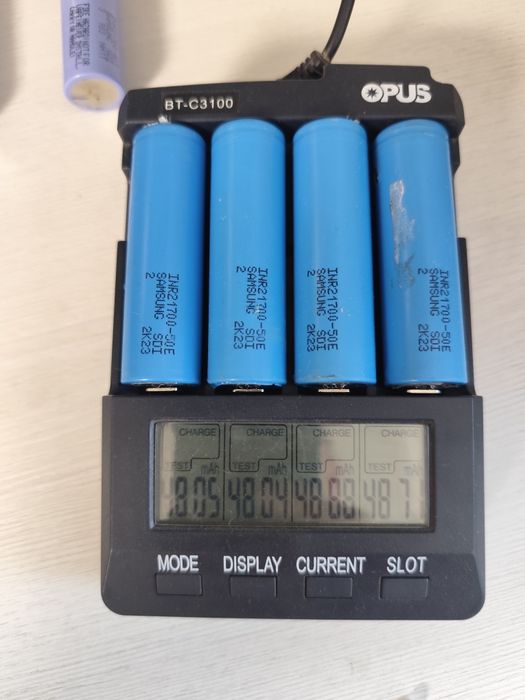 BT-C3100
OPUS
INR21700-50E
SAMSUNG SDI
2 2K23
INR21700-50E
SAMSUNG SDI
2 2K23
INR21700-50E
SAMSUNG SDI
2 2K23
INR21700-50E
SAMSUNG SDI
2 2K23
CHARGE CHARGE CHARGE CHARGE
TEST mAh TEST mAh TEST mAh TEST mAh
4805 4804
MODE DISPLAY CURRENT SLOT